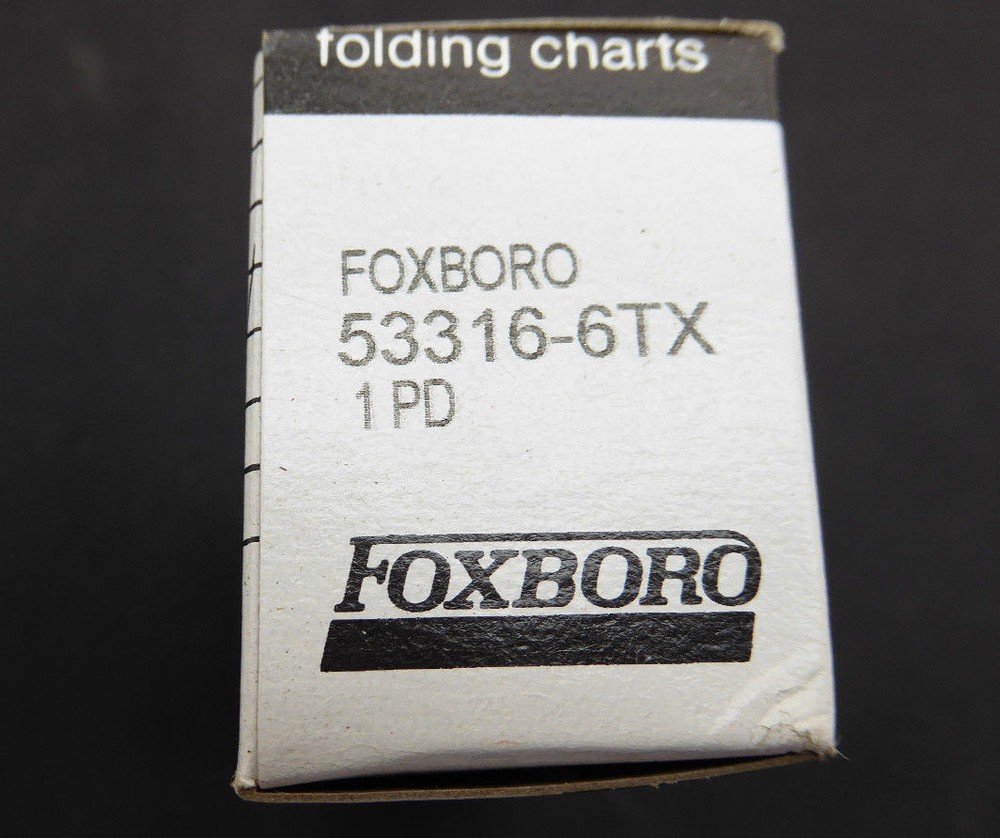 folding charts
FOXBORO
53316-6TX
1 PD
FOXBORO